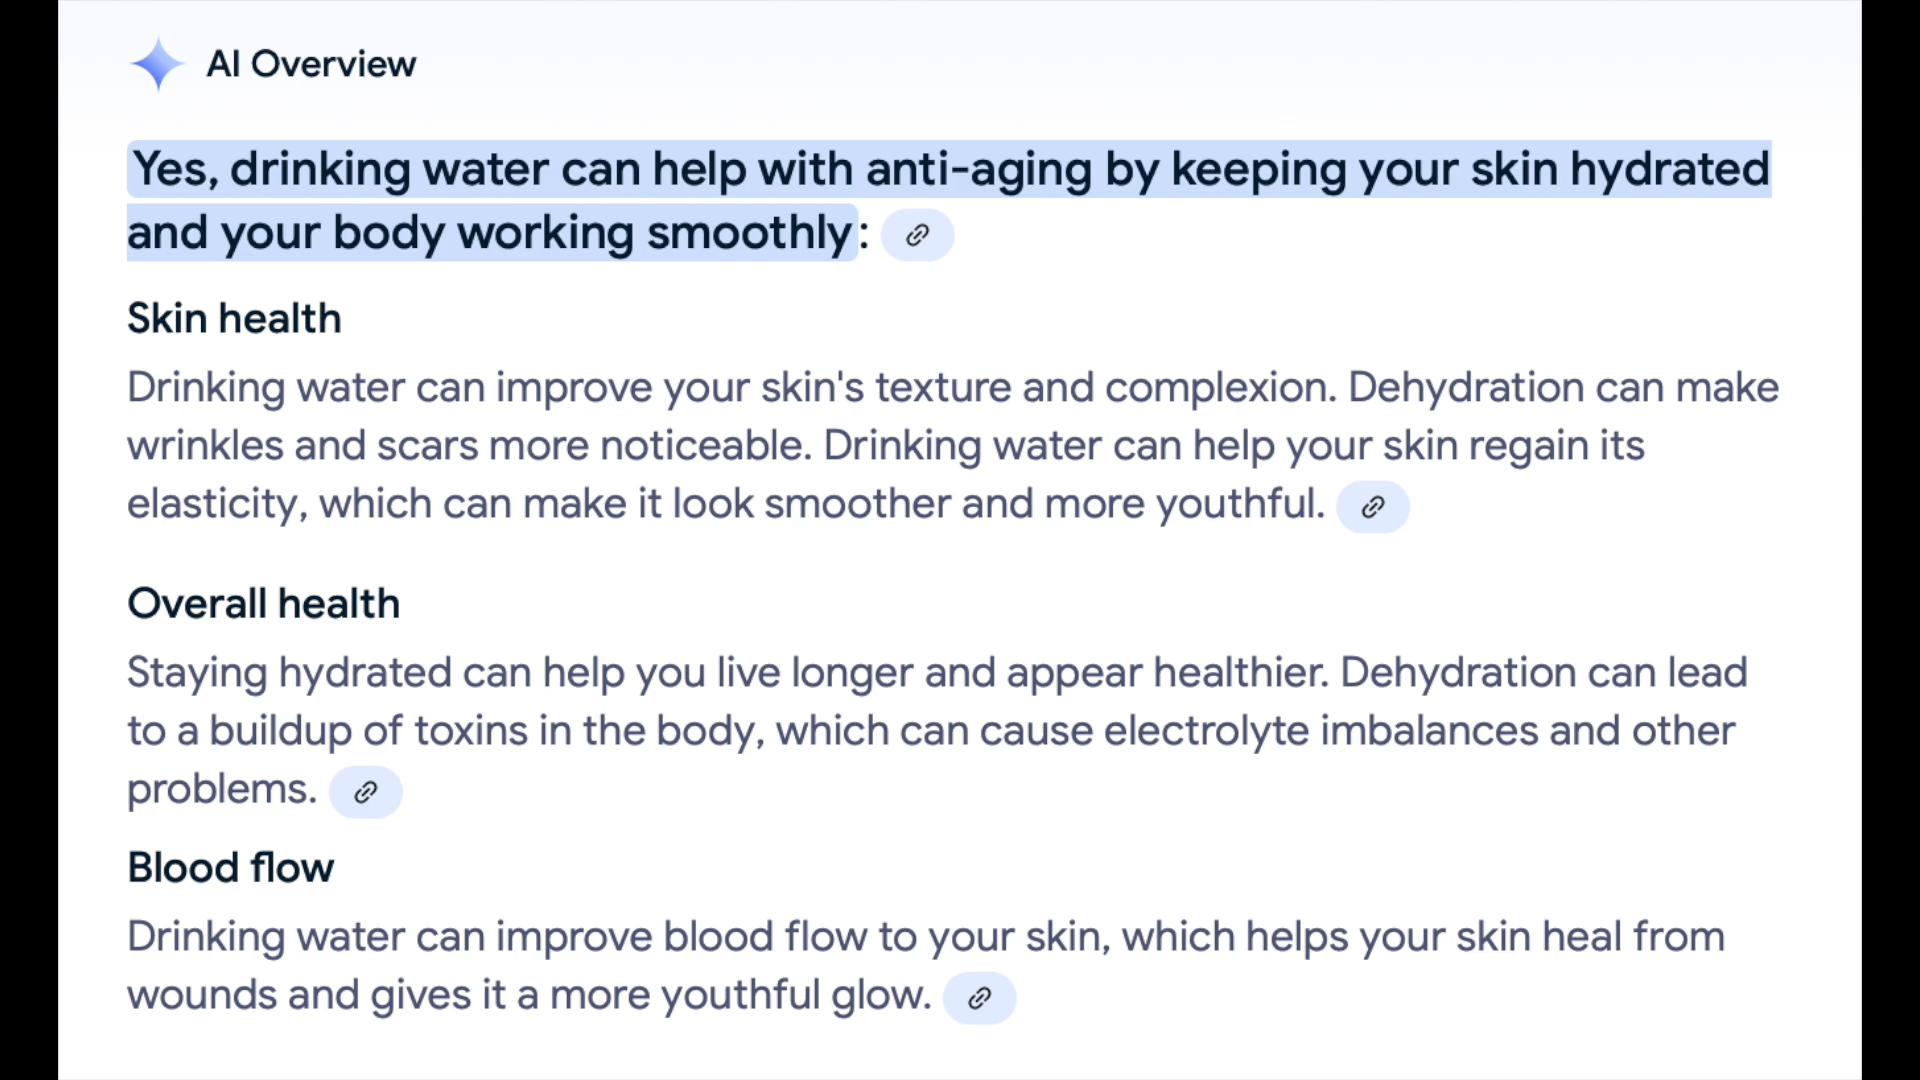 AI Overview
Yes, drinking water can help with anti-aging by keeping your skin hydrated
and your body working smoothly:
Skin health
Drinking water can improve your skin's texture and complexion. Dehydration can make
wrinkles and scars more noticeable. Drinking water can help your skin regain its
elasticity, which can make it look smoother and more youthful.
Overall health
Staying hydrated can help you live longer and appear healthier. Dehydration can lead
to a buildup of toxins in the body, which can cause electrolyte imbalances and other
problems.
Blood flow
Drinking water can improve blood flow to your skin, which helps your skin heal from
wounds and gives it a more youthful glow.